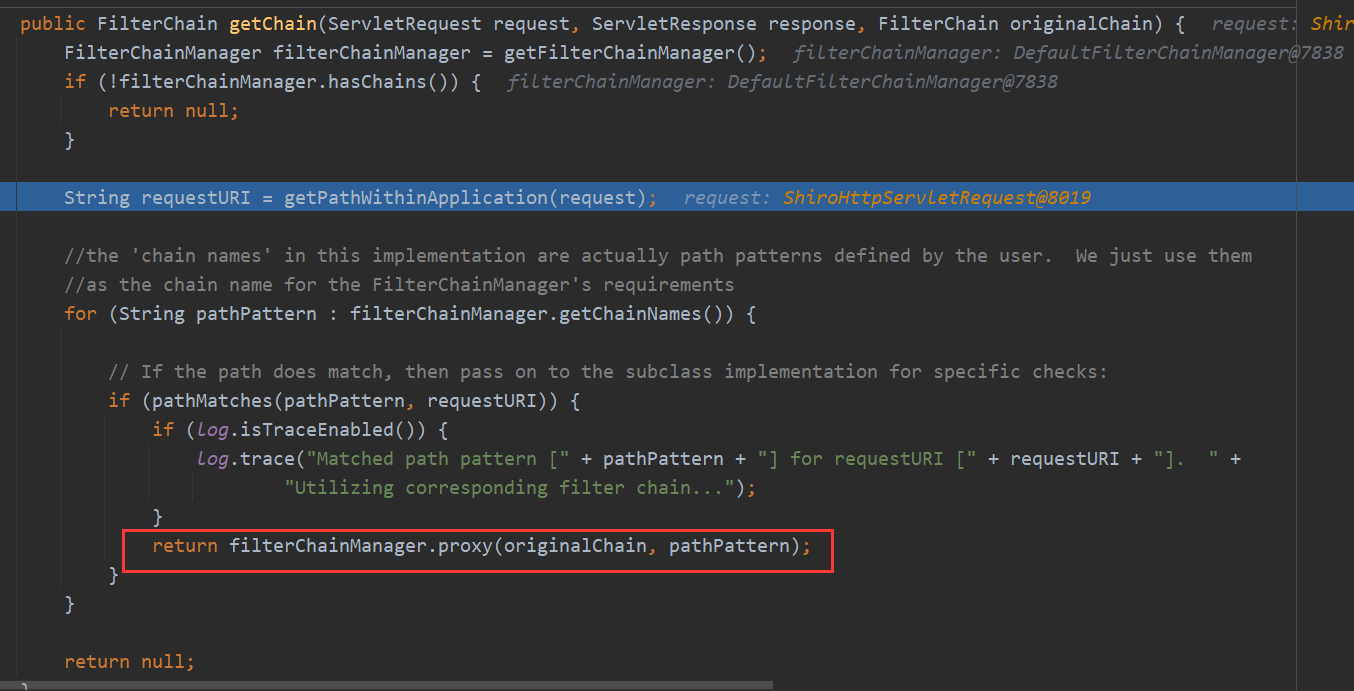 public FilterChain getChain(ServletRequest request, ServletResponse response, FilterChain originalChain) {  request: Shir
FilterChainManager filterChainManager = getFilterChainManager();  filterChainManager: DefaultFilterChainManager@7838
if (!filterChainManager.hasChains()) {  filterChainManager: DefaultFilterChainManager@7838
return null;
}
String requestURI = getPathWithinApplication(request);  request: ShiroHttpServletRequest@8019
//the 'chain names' in this implementation are actually path patterns defined by the user.  We just use them
//as the chain name for the FilterChainManager's requirements
for (String pathPattern : filterChainManager.getChainNames()) {
// If the path does match, then pass on to the subclass implementation for specific checks:
if (pathMatches(pathPattern, requestURI)) {
if (log.isTraceEnabled()) {
log.trace("Matched path pattern [" + pathPattern + "] for requestURI [" + requestURI + "].  " +
"Utilizing corresponding filter chain...");
}
return filterChainManager.proxy(originalChain, pathPattern);
}
}
return null;
}